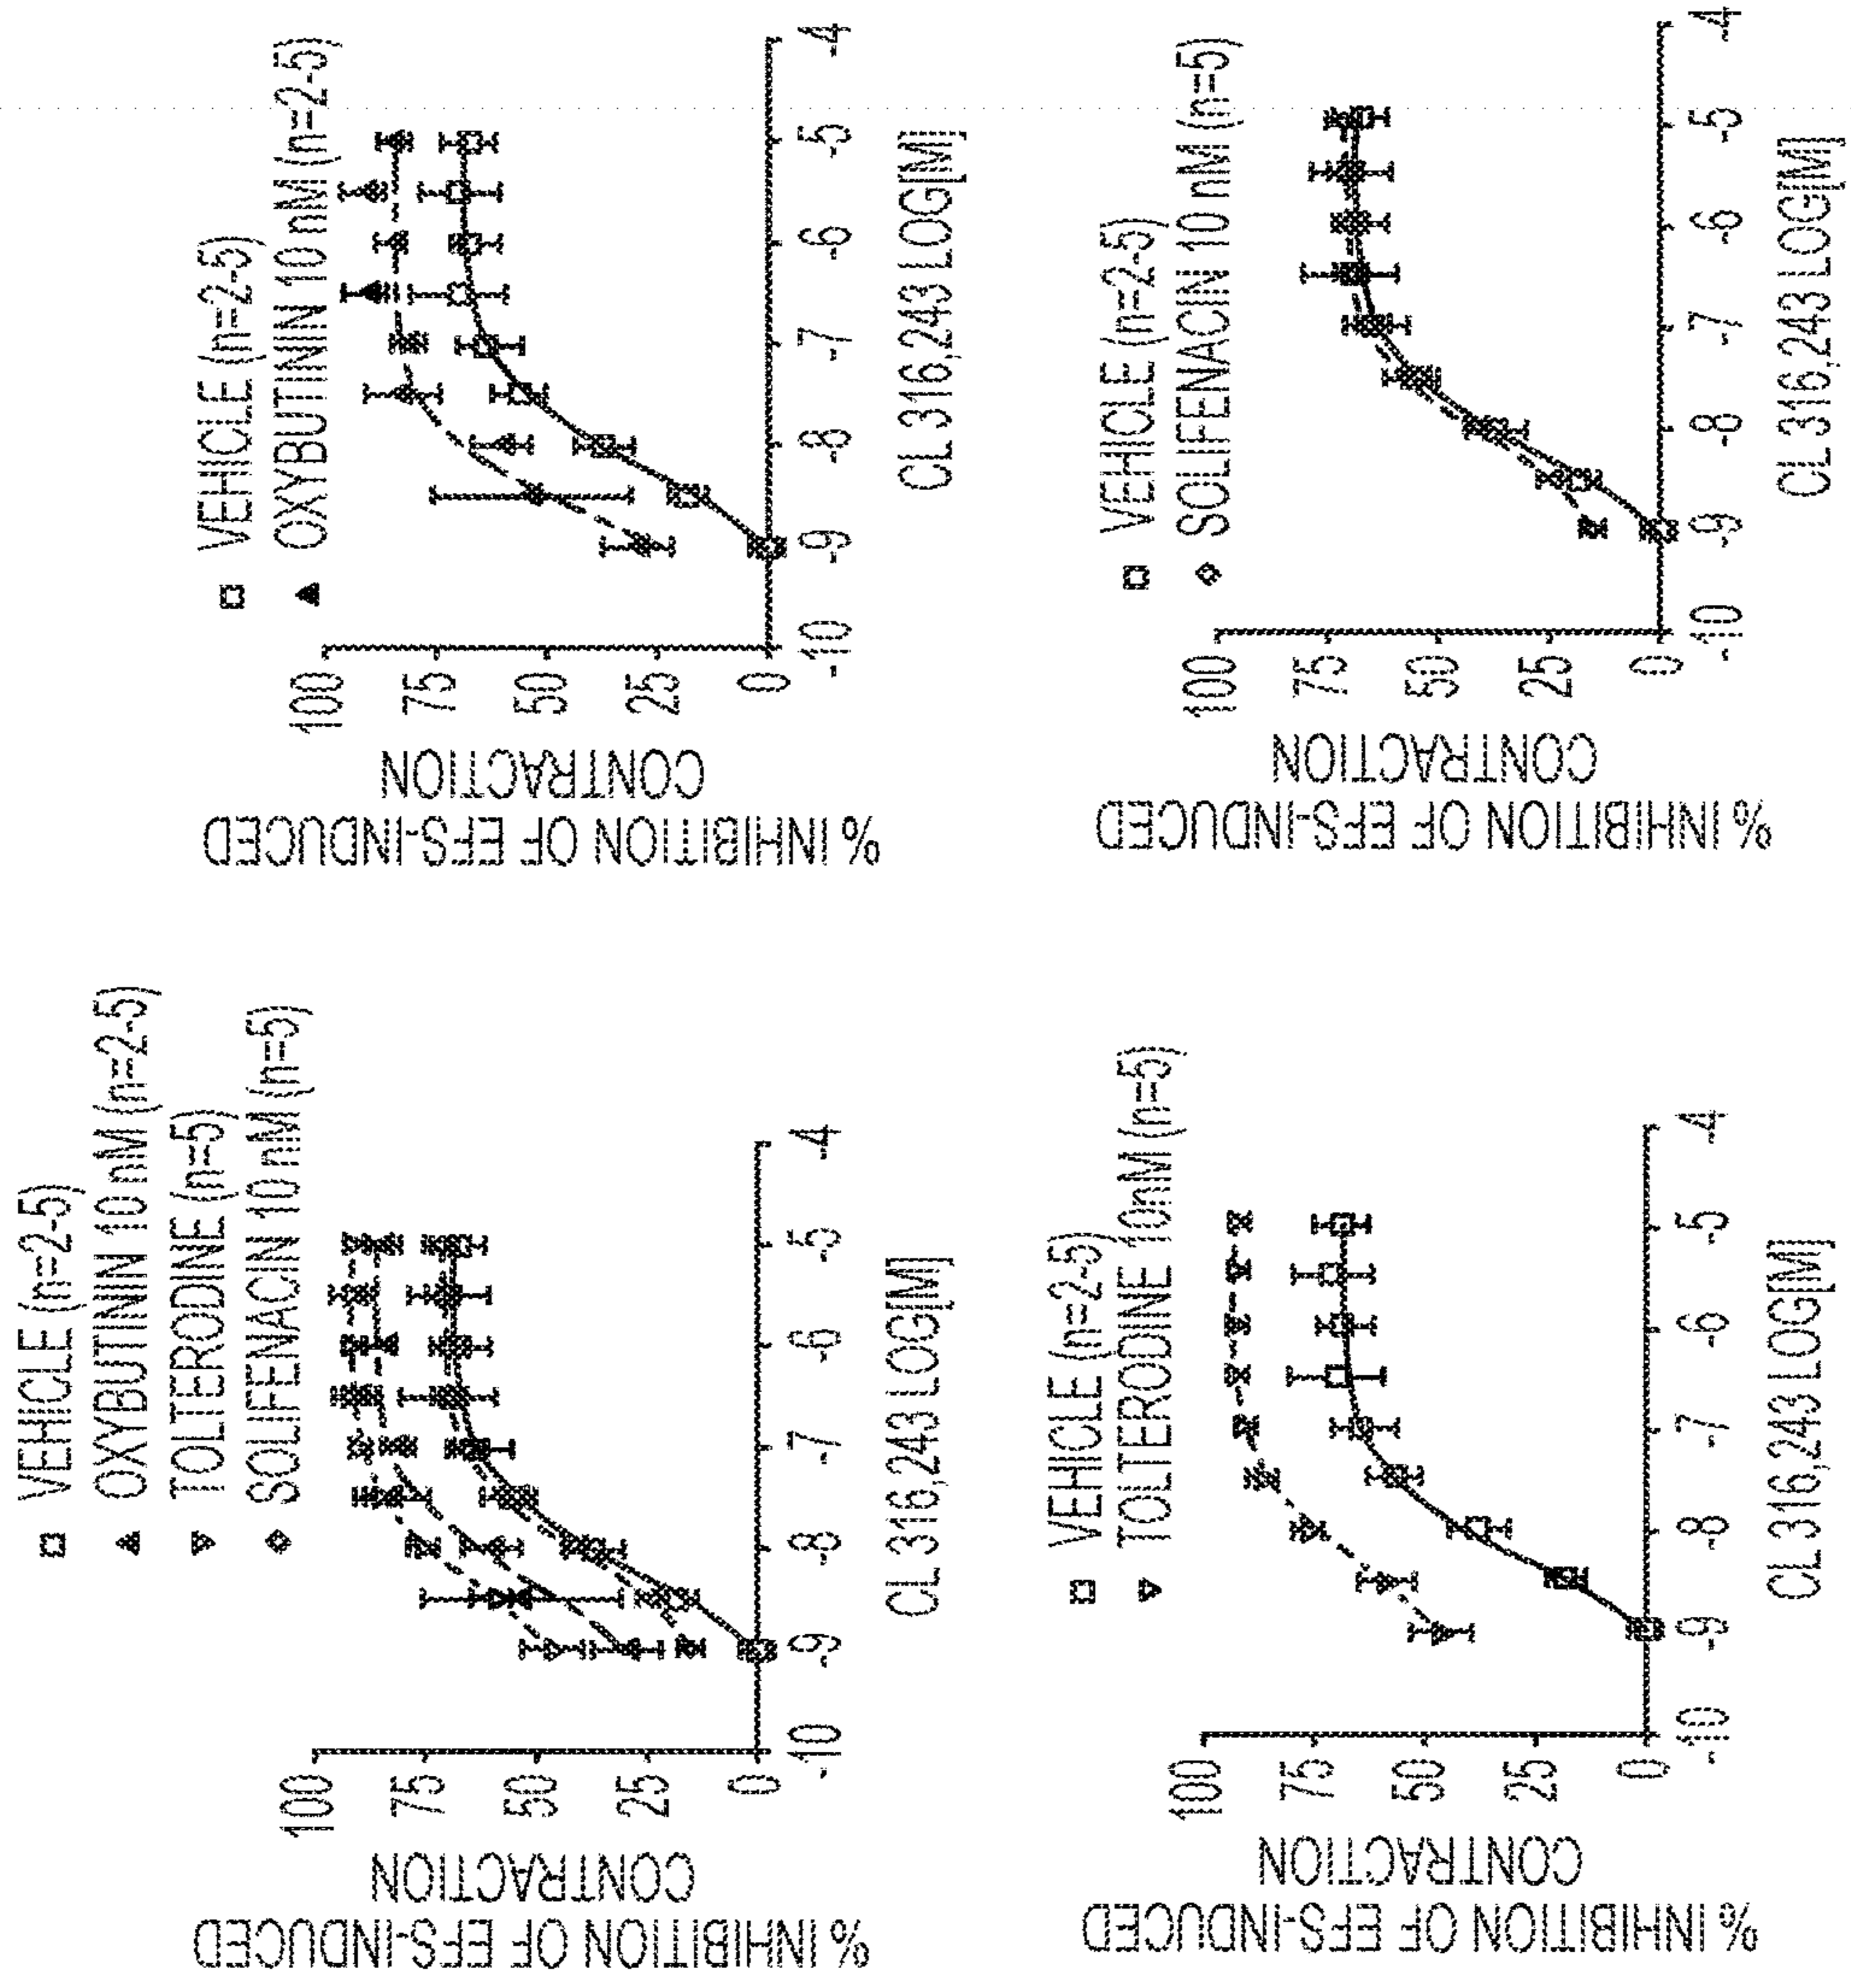 VEHICLE (n=2-5)
OXYBUTININ 10 nM (n=2-5)
TOLTERODINE (n=5)
SOLIFENACIN 10 nM (n=5)
% INHIBITION OF EFS-INDUCED
CONTRACTION
100
75
50
25
0
-10
-9
-8
-7
-6
-5
-4
CL 316,243 LOG[M]
VEHICLE (n=2-5)
OXYBUTININ 10 nM (n=2-5)
% INHIBITION OF EFS-INDUCED
CONTRACTION
100
75
50
25
0
-10
-9
-8
-7
-6
-5
-4
CL 316,243 LOG[M]
VEHICLE (n=2-5)
TOLTERODINE 10nM (n=5)
% INHIBITION OF EFS-INDUCED
CONTRACTION
100
75
50
25
0
-10
-9
-8
-7
-6
-5
-4
CL 316,243 LOG[M]
VEHICLE (n=2-5)
SOLIFENACIN 10 nM (n=5)
% INHIBITION OF EFS-INDUCED
CONTRACTION
100
75
50
25
0
-10
-9
-8
-7
-6
-5
-4
CL 316,243 LOG[M]